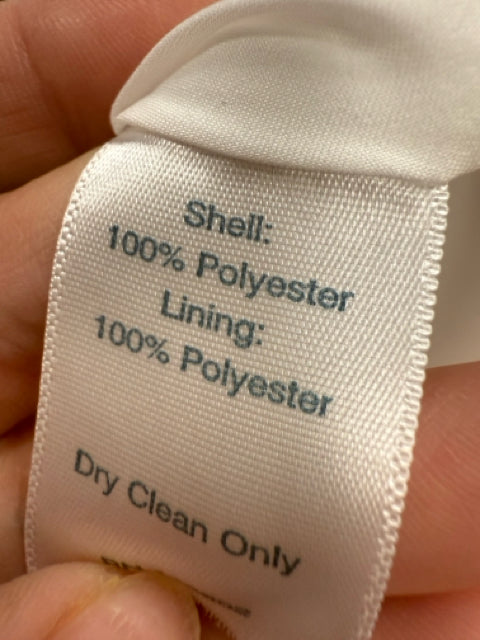 Shell:
100% Polyester
Lining:
100% Polyester
Dry Clean Only